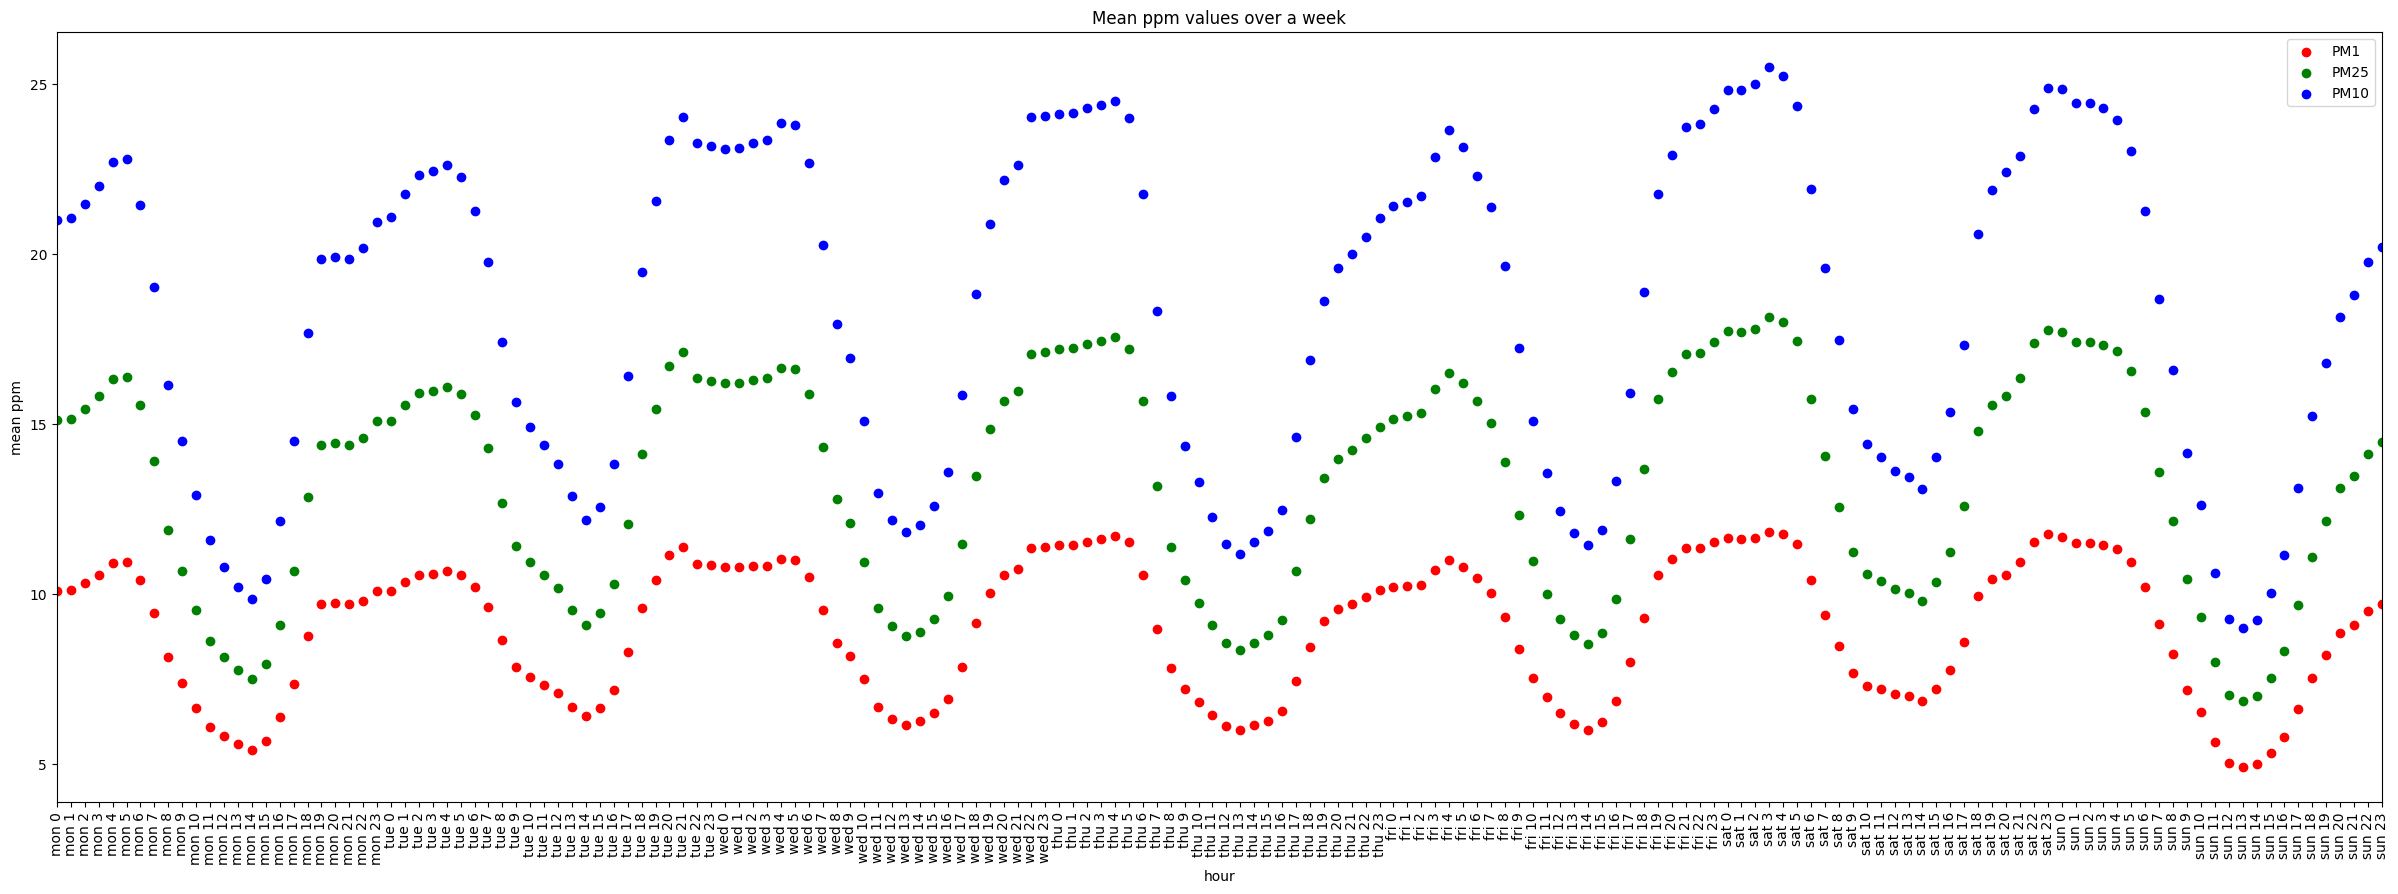 Mean ppm values over a week
PM1
PM25
PM10
25
20
15
10
5
mean ppm
mon 0
mon 1
mon 2
mon 3
mon 4
mon 5
mon 6
mon 7
mon 8
mon 9
mon 10
mon 11
mon 12
mon 13
mon 14
mon 15
mon 16
mon 17
mon 18
mon 19
mon 20
mon 21
mon 22
mon 23
tue 0
tue 1
tue 2
tue 3
tue 4
tue 5
tue 6
tue 7
tue 8
tue 9
tue 10
tue 11
tue 12
tue 13
tue 14
tue 15
tue 16
tue 17
tue 18
tue 19
tue 20
tue 21
tue 22
tue 23
wed 0
wed 1
wed 2
wed 3
wed 4
wed 5
wed 6
wed 7
wed 8
wed 9
wed 10
wed 11
wed 12
wed 13
wed 14
wed 15
wed 16
wed 17
wed 18
wed 19
wed 20
wed 21
wed 22
wed 23
thu 0
thu 1
thu 2
thu 3
thu 4
thu 5
thu 6
thu 7
thu 8
thu 9
thu 10
thu 11
thu 12
thu 13
thu 14
thu 15
thu 16
thu 17
thu 18
thu 19
thu 20
thu 21
thu 22
thu 23
fri 0
fri 1
fri 2
fri 3
fri 4
fri 5
fri 6
fri 7
fri 8
fri 9
fri 10
fri 11
fri 12
fri 13
fri 14
fri 15
fri 16
fri 17
fri 18
fri 19
fri 20
fri 21
fri 22
fri 23
sat 0
sat 1
sat 2
sat 3
sat 4
sat 5
sat 6
sat 7
sat 8
sat 9
sat 10
sat 11
sat 12
sat 13
sat 14
sat 15
sat 16
sat 17
sat 18
sat 19
sat 20
sat 21
sat 22
sat 23
sun 0
sun 1
sun 2
sun 3
sun 4
sun 5
sun 6
sun 7
sun 8
sun 9
sun 10
sun 11
sun 12
sun 13
sun 14
sun 15
sun 16
sun 17
sun 18
sun 19
sun 20
sun 21
sun 22
sun 23
hour